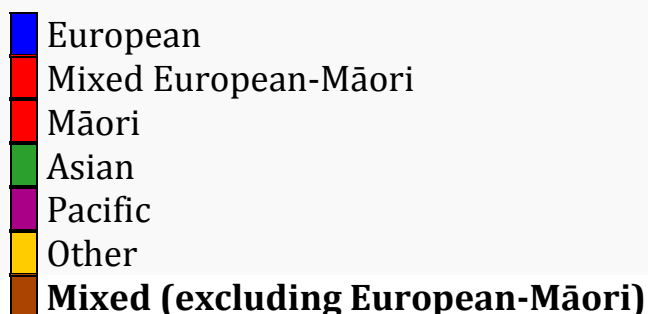 European
Mixed European-Māori
Māori
Asian
Pacific
Other
Mixed (excluding European-Māori)